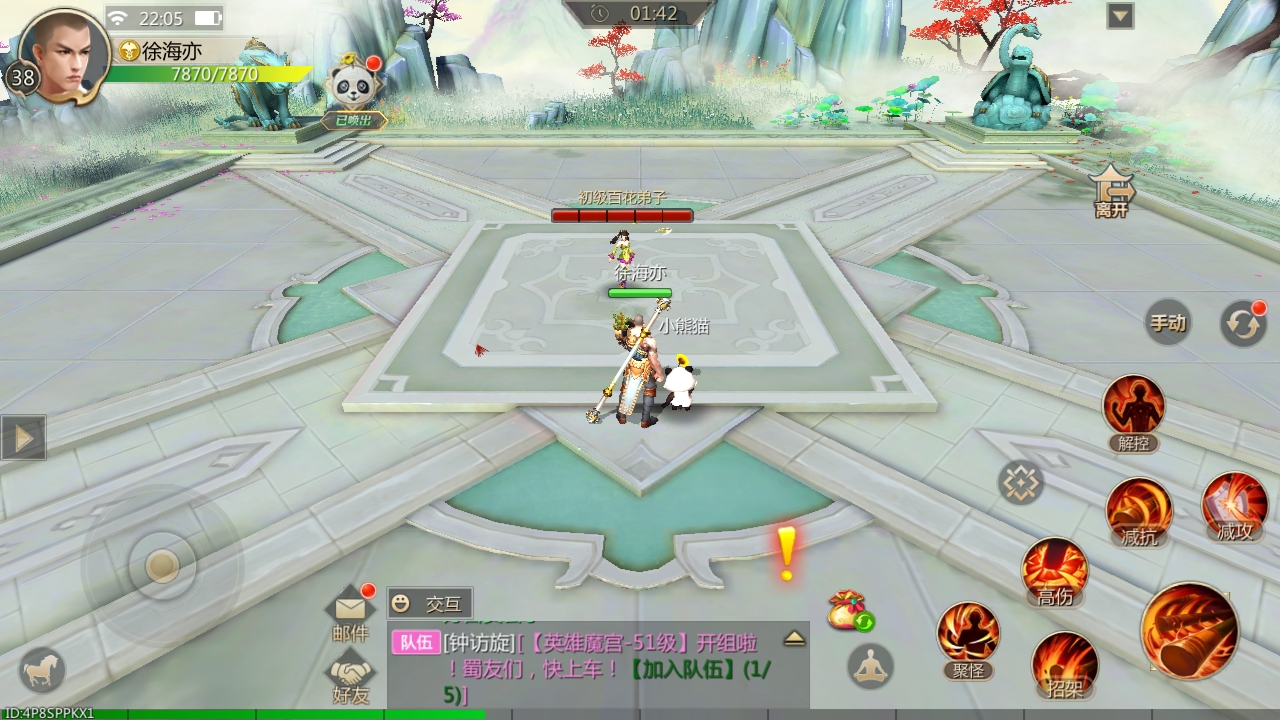 22:05
01:42
徐海亦
38
7870/7870
已唤出
初级百花弟子
离开
徐海亦
小熊猫
手动
解控
减抗
减攻
高伤
聚怪
招架
交互
邮件
队伍 [钟访旋][【英雄魔宫-51级】开组啦
！蜀友们，快上车！【加入队伍】(1/
5)]
好友
ID:4P8SPPKX1